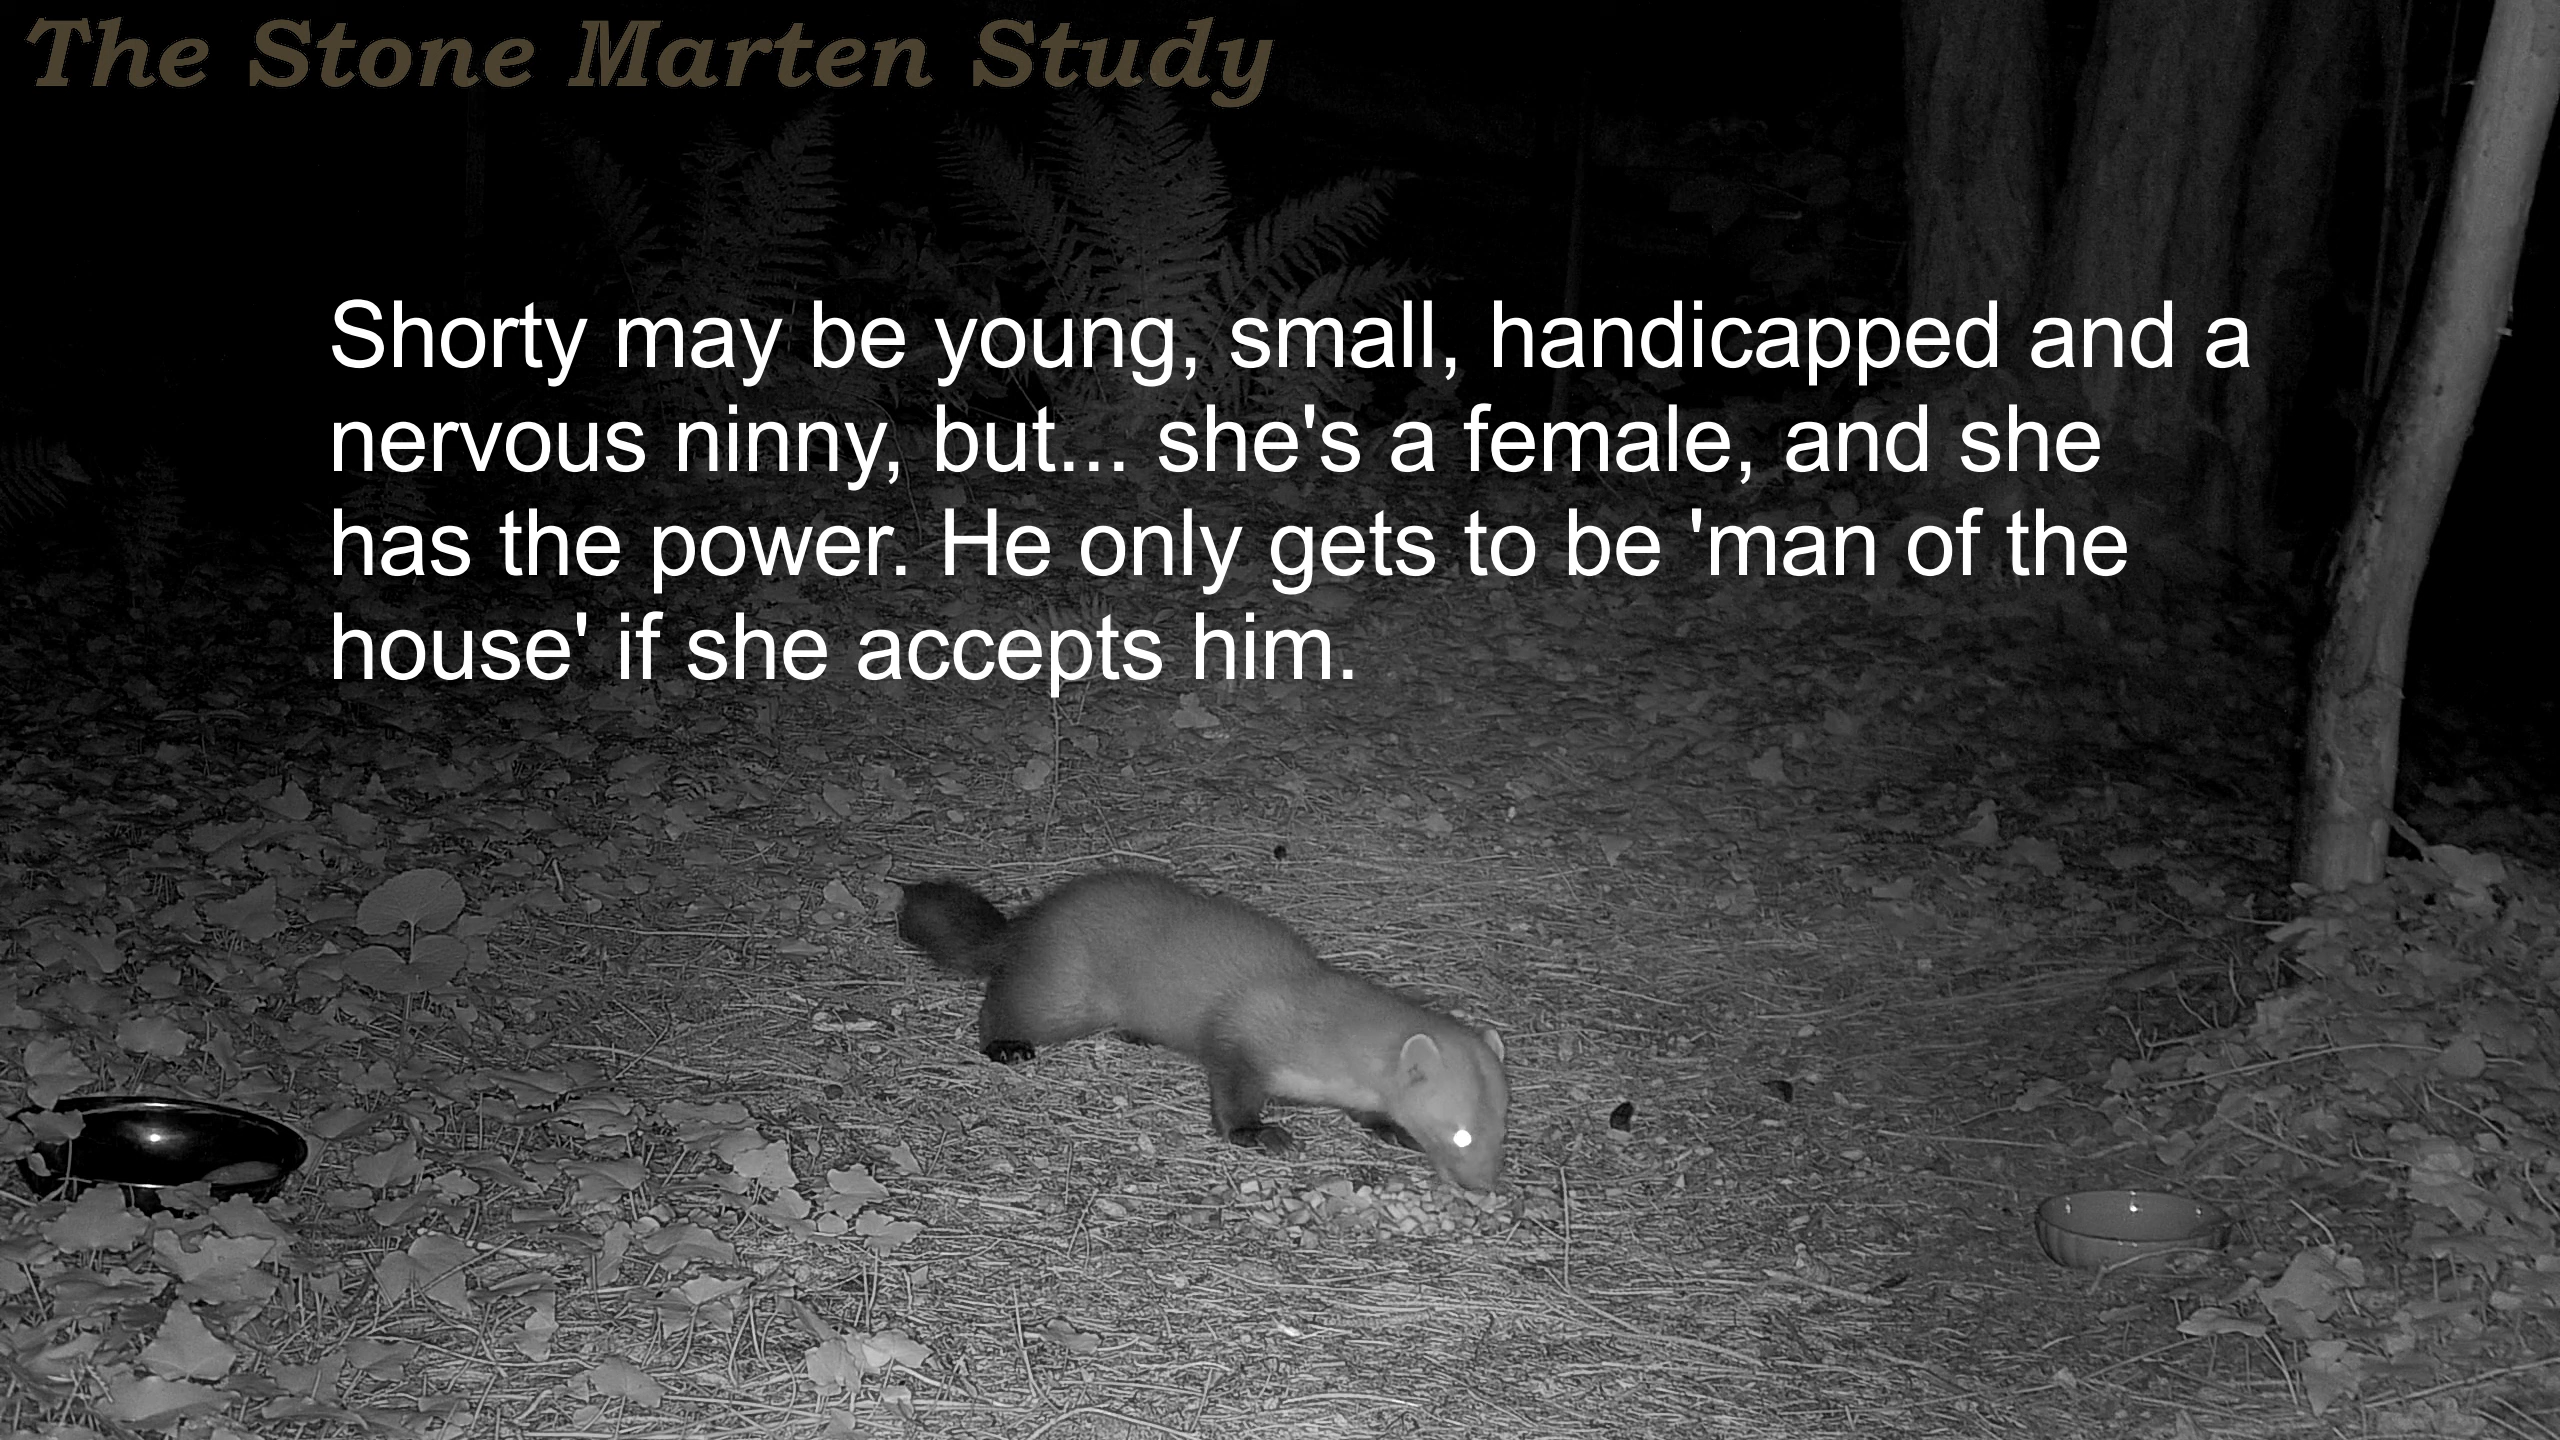 The Stone Marten Study
Shorty may be young, small, handicapped and a
nervous ninny, but... she's a female, and she
has the power. He only gets to be 'man of the
house' if she accepts him.